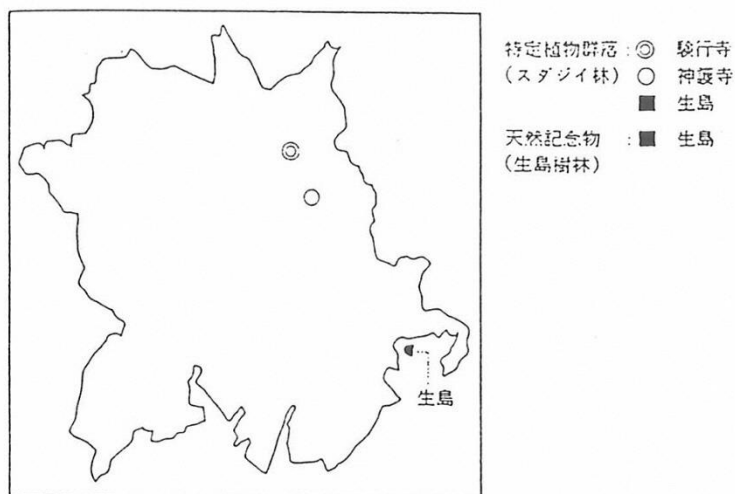 特定植物群落:◎ 験行寺
(スダジイ林) ○ 神護寺
■ 生島
天然記念物 :■ 生島
(生島樹林)
生島